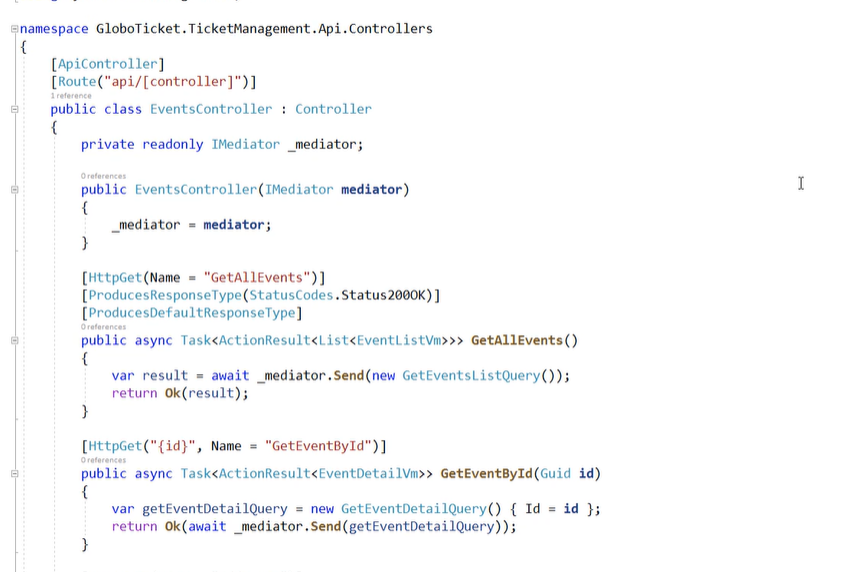 namespace GloboTicket.TicketManagement.Api.Controllers
{
[ApiController]
[Route("api/[controller]")]
1 reference
public class EventsController : Controller
{
private readonly IMediator _mediator;
0 references
public EventsController(IMediator mediator)
{
_mediator = mediator;
}
[HttpGet(Name = "GetAllEvents")]
[ProducesResponseType(StatusCodes.Status200OK)]
[ProducesDefaultResponseType]
0 references
public async Task<ActionResult<List<EventListVm>>> GetAllEvents()
{
var result = await _mediator.Send(new GetEventsListQuery());
return Ok(result);
}
[HttpGet("{id}", Name = "GetEventById")]
0 references
public async Task<ActionResult<EventDetailVm>> GetEventById(Guid id)
{
var getEventDetailQuery = new GetEventDetailQuery() { Id = id };
return Ok(await _mediator.Send(getEventDetailQuery));
}